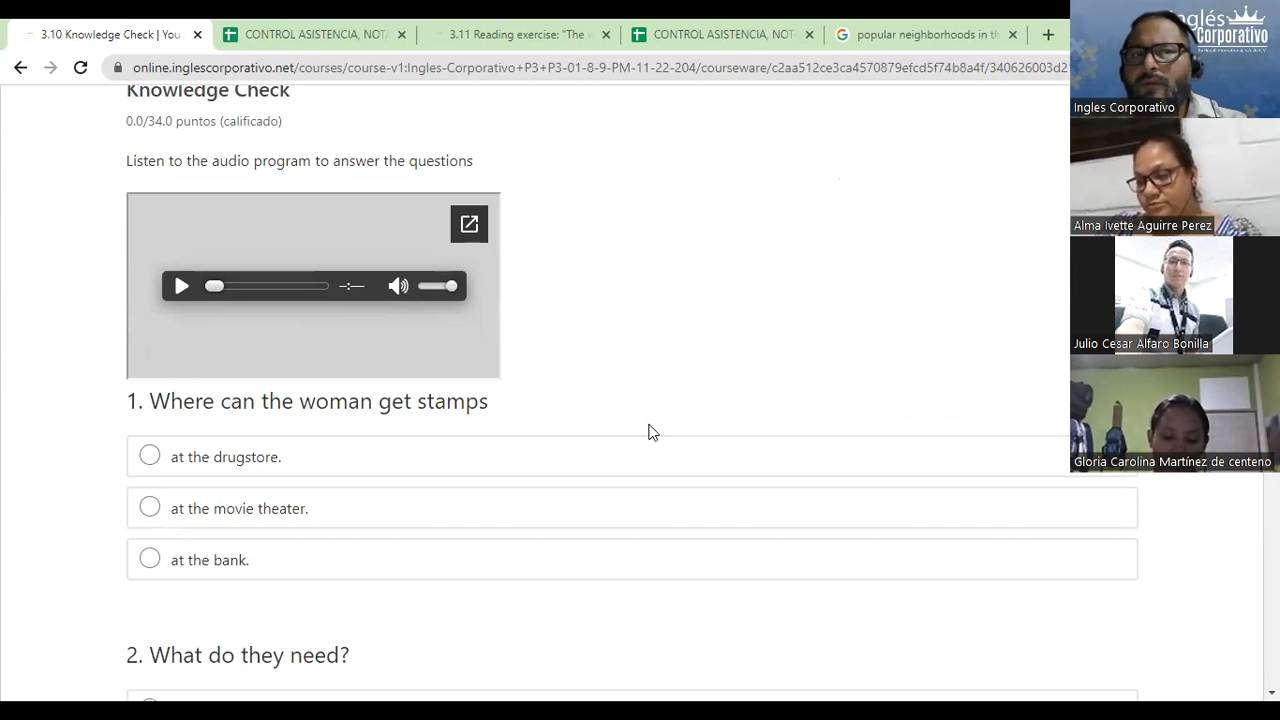 3.10 Knowledge Check | You
CONTROL ASISTENCIA, NOT
3.11 Reading exercise: "The
CONTROL ASISTENCIA, NOT
popular neighborhoods in th
online.inglescorporativo.net/courses/course-v1:Ingles-Corporativo+P3+P3-01-8-9-PM-11-22-204/courseware/c2aa512ce3ca4570879efcd5f74b8a4f/340626003d2
Inglés
Corporativo
Ingles Corporativo
Alma Ivette Aguirre Perez
Julio Cesar Alfaro Bonilla
Gloria Carolina Martínez de centeno
Knowledge Check
0.0/34.0 puntos (calificado)
Listen to the audio program to answer the questions
-:--
1. Where can the woman get stamps
at the drugstore.
at the movie theater.
at the bank.
2. What do they need?